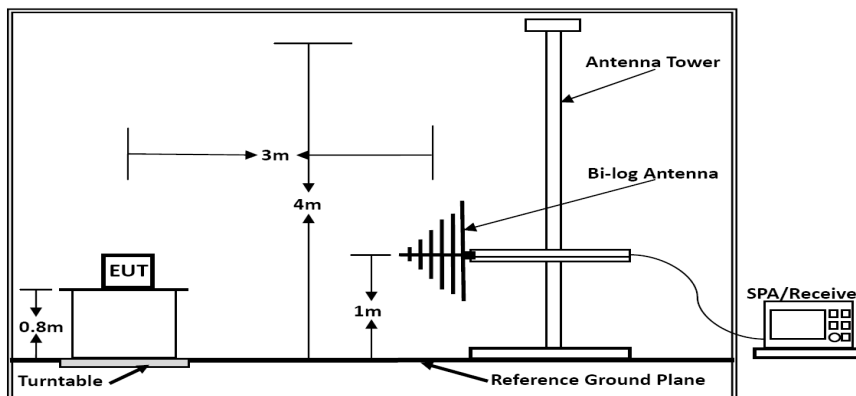 Antenna Tower
3m
Bi-log Antenna
4m
EUT
SPA/Receive
0.8m
1m
Turntable
Reference Ground Plane